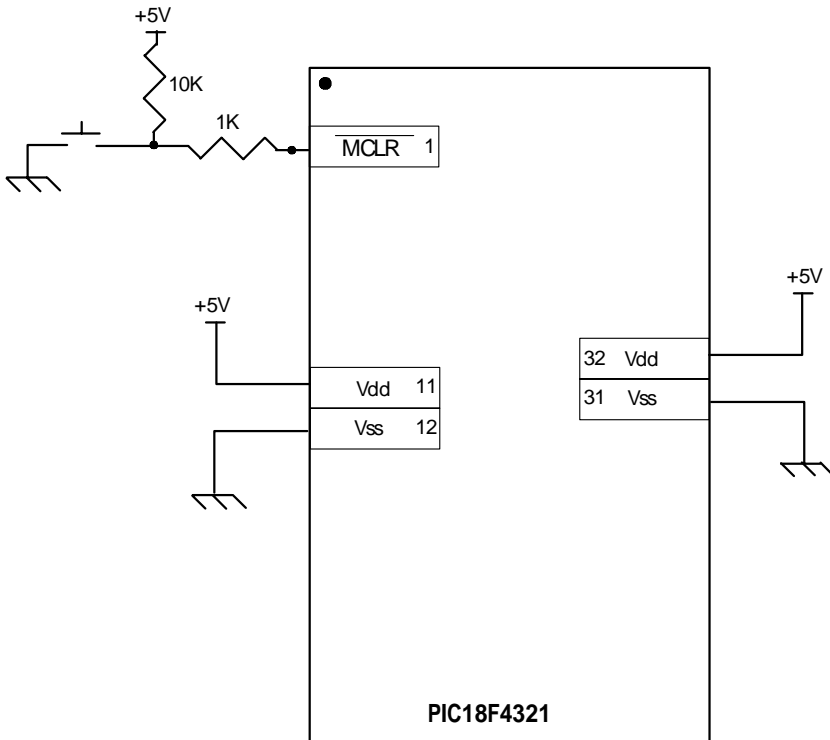 +5V
10K
1K
MCLR 1
+5V
+5V
32 Vdd
Vdd 11
31 Vss
Vss 12
PIC18F4321